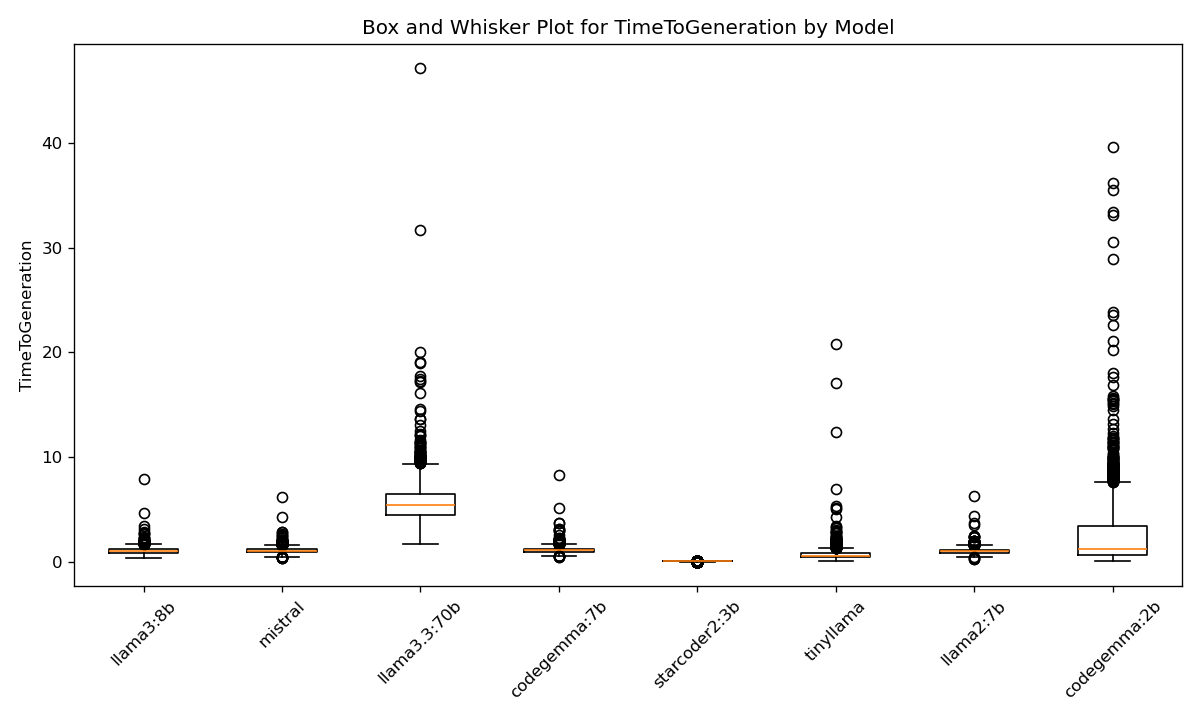 Box and Whisker Plot for TimeToGeneration by Model
TimeToGeneration
40
30
20
10
0
llama3:8b
mistral
llama3.3:70b
codegemma:7b
starcoder2:3b
tinyllama
llama2:7b
codegemma:2b